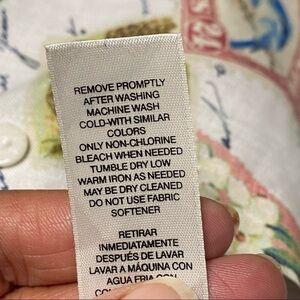 REMOVE PROMPTLY
AFTER WASHING
MACHINE WASH
COLD-WITH SIMILAR
COLORS
ONLY NON-CHLORINE
BLEACH WHEN NEEDED
TUMBLE DRY LOW
WARM IRON AS NEEDED
MAY BE DRY CLEANED
DO NOT USE FABRIC
SOFTENER
RETIRAR
INMEDIATAMENTE
DESPUÉS DE LAVAR
LAVAR A MÁQUINA CON
AGUA FRÍA CON